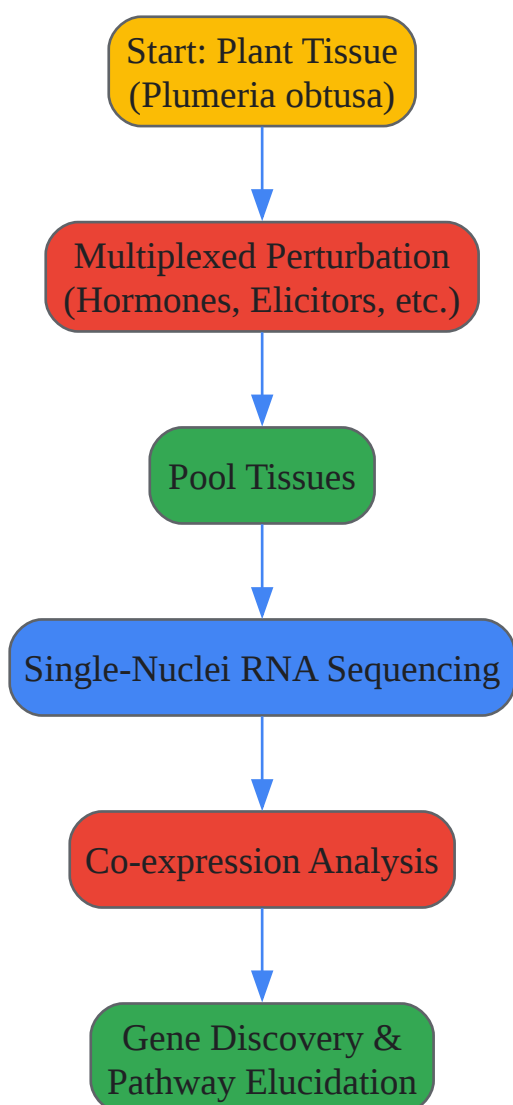 Start: Plant Tissue
(Plumeria obtusa)
Multiplexed Perturbation
(Hormones, Elicitors, etc.)
Pool Tissues
Single-Nuclei RNA Sequencing
Co-expression Analysis
Gene Discovery &
Pathway Elucidation